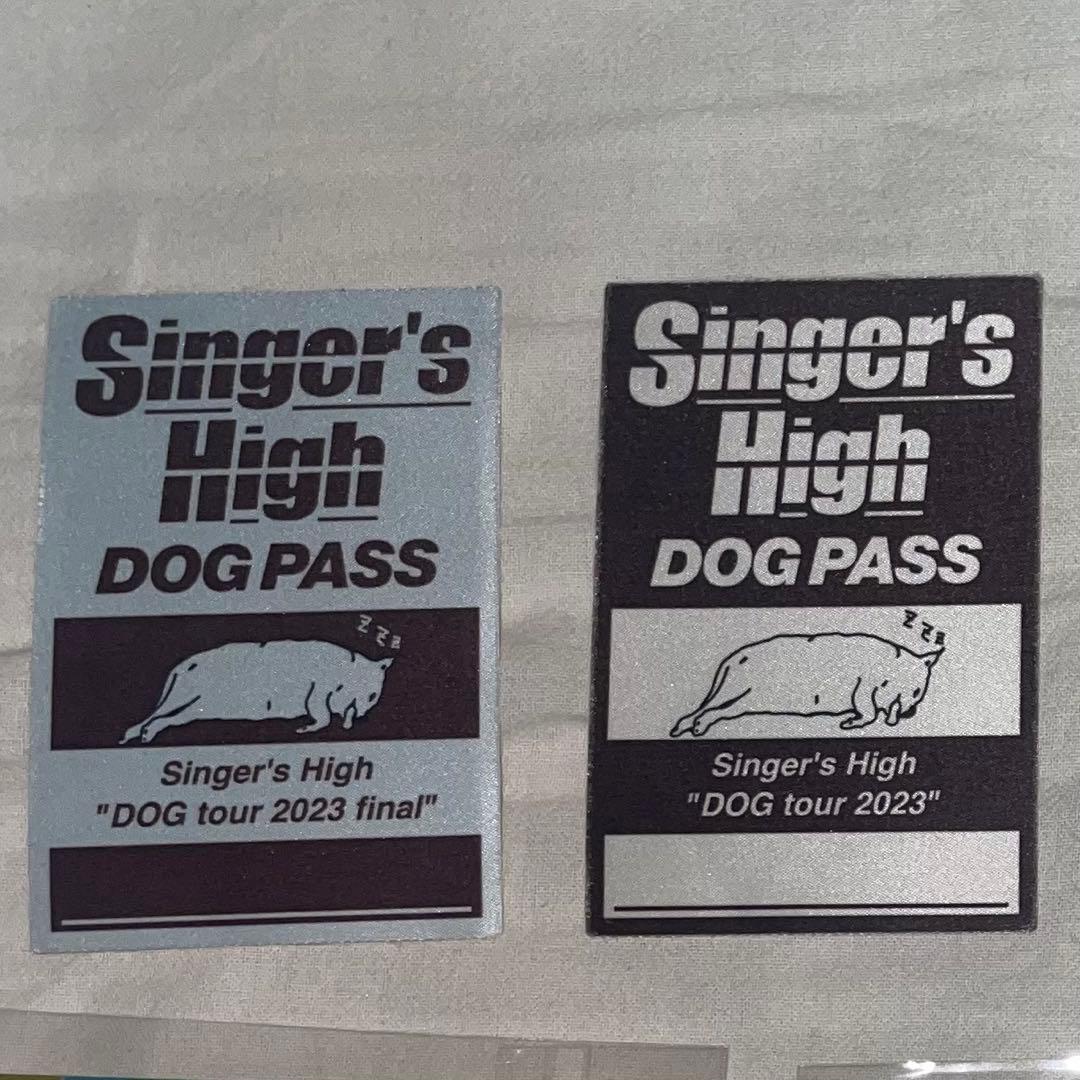 Singer's
High
DOG PASS
z z z
Singer's High
"DOG tour 2023 final"
Singer's
High
DOG PASS
z z z
Singer's High
"DOG tour 2023"